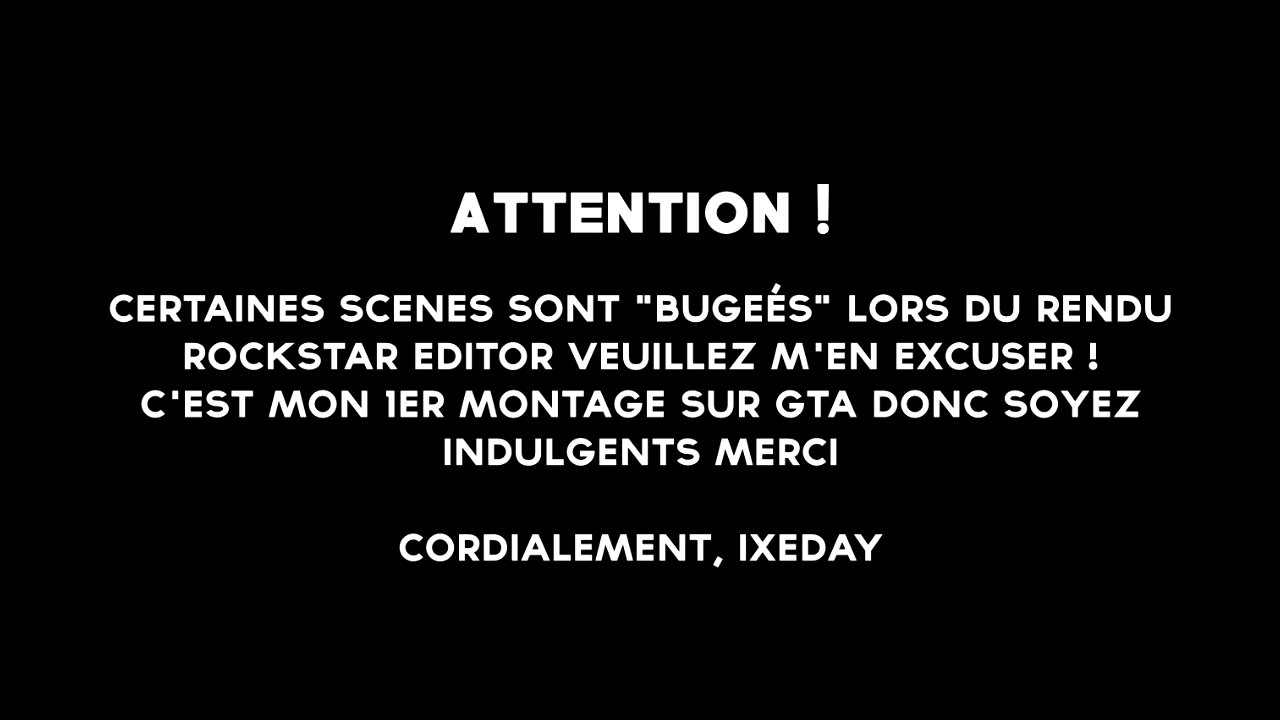 ATTENTION !
CERTAINES SCENES SONT "BUGEÉS" LORS DU RENDU
ROCKSTAR EDITOR VEUILLEZ M'EN EXCUSER !
C'EST MON 1ER MONTAGE SUR GTA DONC SOYEZ
INDULGENTS MERCI
CORDIALEMENT, IXEDAY